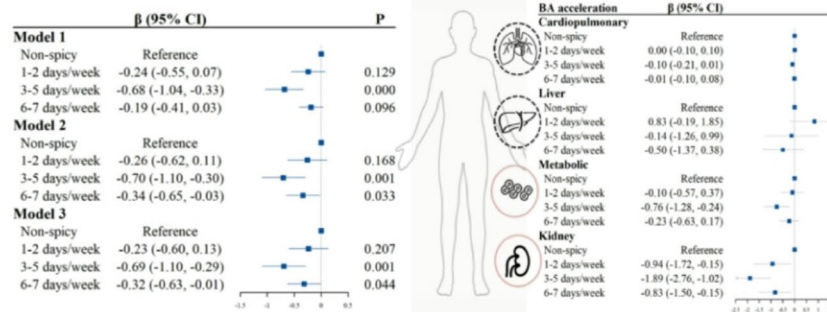 β (95% CI) P
Model 1
Non-spicy Reference
1-2 days/week -0.24 (-0.55, 0.07) 0.129
3-5 days/week -0.68 (-1.04, -0.33) 0.000
6-7 days/week -0.19 (-0.41, 0.03) 0.096
Model 2
Non-spicy Reference
1-2 days/week -0.26 (-0.62, 0.11) 0.168
3-5 days/week -0.70 (-1.10, -0.30) 0.001
6-7 days/week -0.34 (-0.65, -0.03) 0.033
Model 3
Non-spicy Reference
1-2 days/week -0.23 (-0.60, 0.13) 0.207
3-5 days/week -0.69 (-1.10, -0.29) 0.001
6-7 days/week -0.32 (-0.63, -0.01) 0.044
-1.5 -1 -0.5 0 0.5
BA acceleration β (95% CI)
Cardiopulmonary
Non-spicy Reference
1-2 days/week 0.00 (-0.10, 0.10)
3-5 days/week -0.10 (-0.21, 0.01)
6-7 days/week -0.01 (-0.10, 0.08)
Liver
Non-spicy Reference
1-2 days/week 0.83 (-0.19, 1.85)
3-5 days/week -0.14 (-1.26, 0.99)
6-7 days/week -0.50 (-1.37, 0.38)
Metabolic
Non-spicy Reference
1-2 days/week -0.10 (-0.57, 0.37)
3-5 days/week -0.76 (-1.28, -0.24)
6-7 days/week -0.23 (-0.63, 0.17)
Kidney
Non-spicy Reference
1-2 days/week -0.94 (-1.72, -0.15)
3-5 days/week -1.89 (-2.76, -1.02)
6-7 days/week -0.83 (-1.50, -0.15)
-2.5 -2 -1.5 -1 -0.5 0 0.5 1